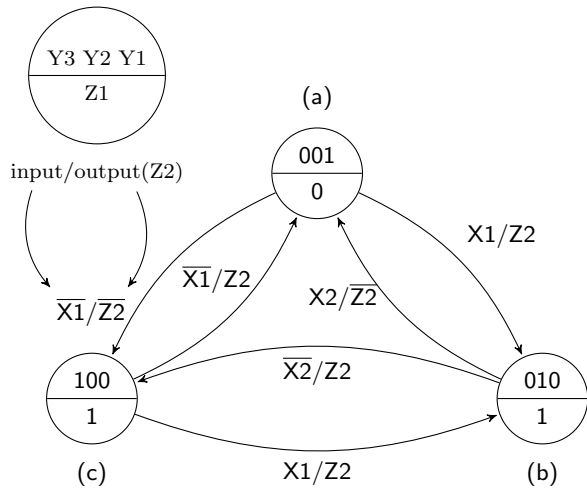 Y3 Y2 Y1
Z1
(a)
001
0
input/output(Z2)
X1/Z2
X̅1̅/Z2
X2/Z̅2̅
X̅1̅/Z̅2̅
X̅2̅/Z2
100
1
010
1
(c)
X1/Z2
(b)